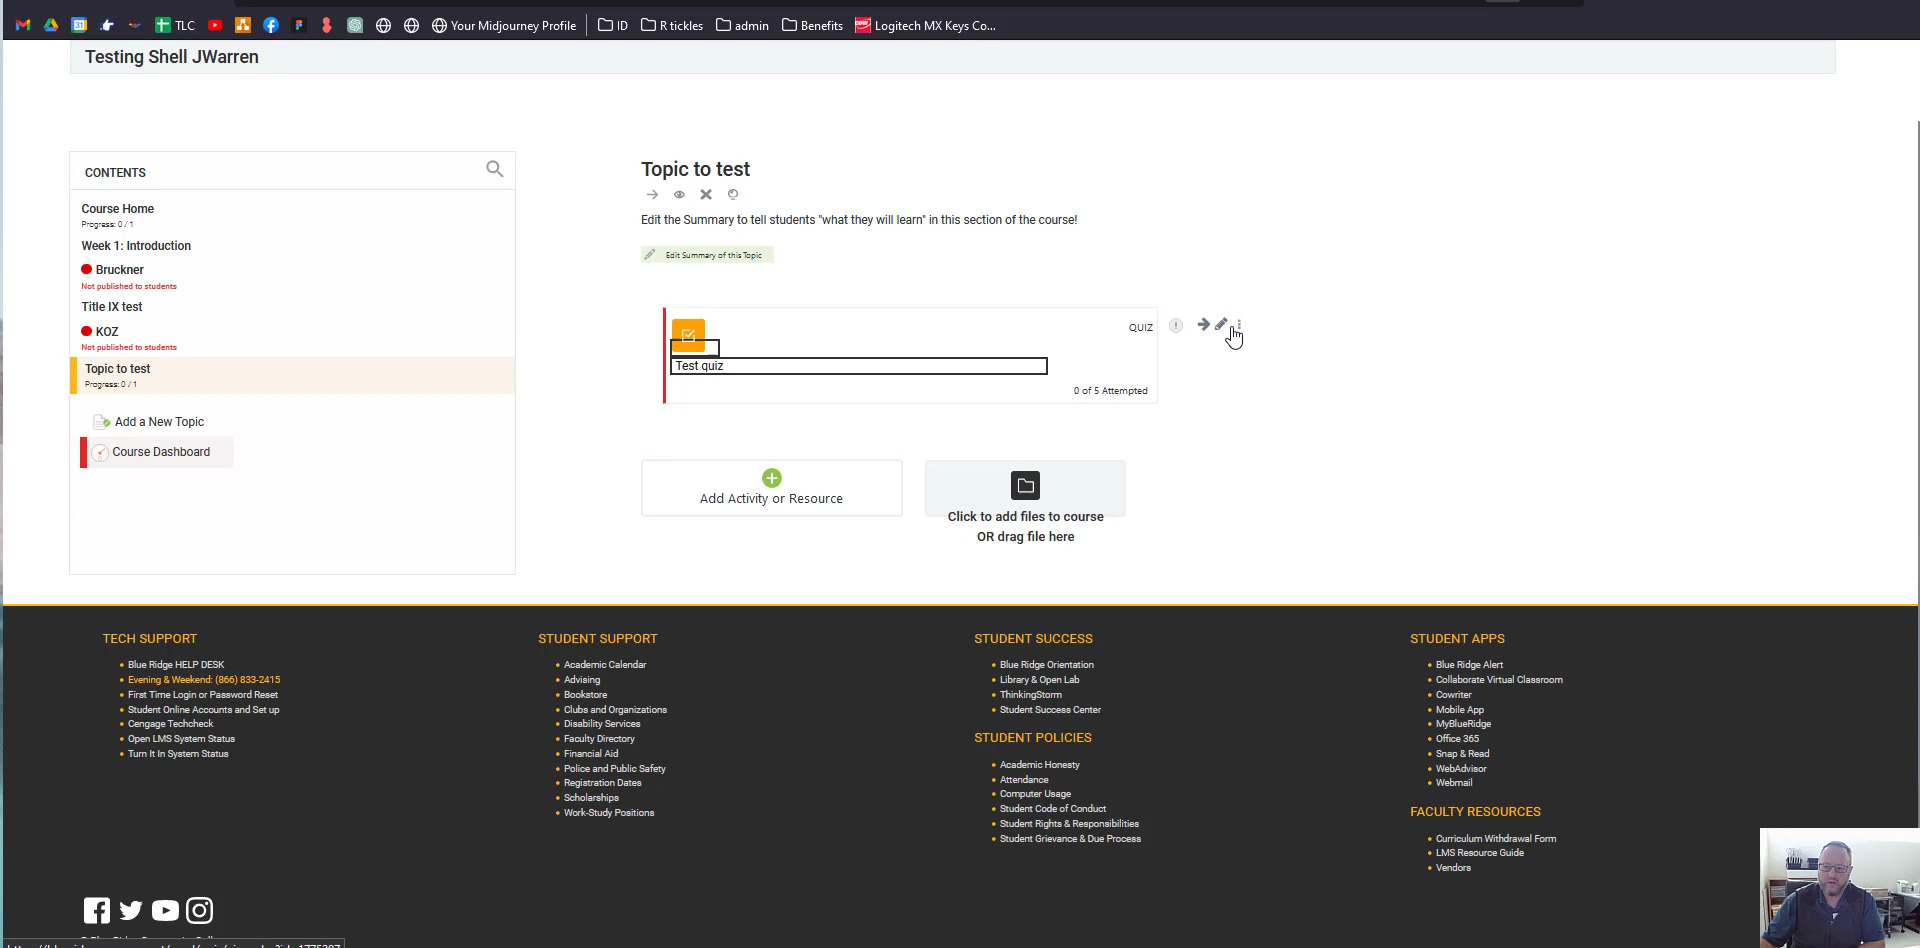 TLC
Your Midjourney Profile
ID
R tickles
admin
Benefits
Logitech MX Keys Co...
Testing Shell JWarren
CONTENTS
Course Home
Progress: 0 / 1
Week 1: Introduction
Bruckner
Not published to students
Title IX test
KOZ
Not published to students
Topic to test
Progress: 0 / 1
Add a New Topic
Course Dashboard
Topic to test
Edit the Summary to tell students "what they will learn" in this section of the course!
Edit Summary of this Topic
QUIZ
Test quiz
0 of 5 Attempted
Add Activity or Resource
Click to add files to course
OR drag file here
TECH SUPPORT
Blue Ridge HELP DESK
Evening & Weekend: (866) 833-2415
First Time Login or Password Reset
Student Online Accounts and Set up
Cengage Techcheck
Open LMS System Status
Turn It In System Status
STUDENT SUPPORT
Academic Calendar
Advising
Bookstore
Clubs and Organizations
Disability Services
Faculty Directory
Financial Aid
Police and Public Safety
Registration Dates
Scholarships
Work-Study Positions
STUDENT SUCCESS
Blue Ridge Orientation
Library & Open Lab
ThinkingStorm
Student Success Center
STUDENT POLICIES
Academic Honesty
Attendance
Computer Usage
Student Code of Conduct
Student Rights & Responsibilities
Student Grievance & Due Process
STUDENT APPS
Blue Ridge Alert
Collaborate Virtual Classroom
Cowriter
Mobile App
MyBlueRidge
Office 365
Snap & Read
WebAdvisor
Webmail
FACULTY RESOURCES
Curriculum Withdrawal Form
LMS Resource Guide
Vendors